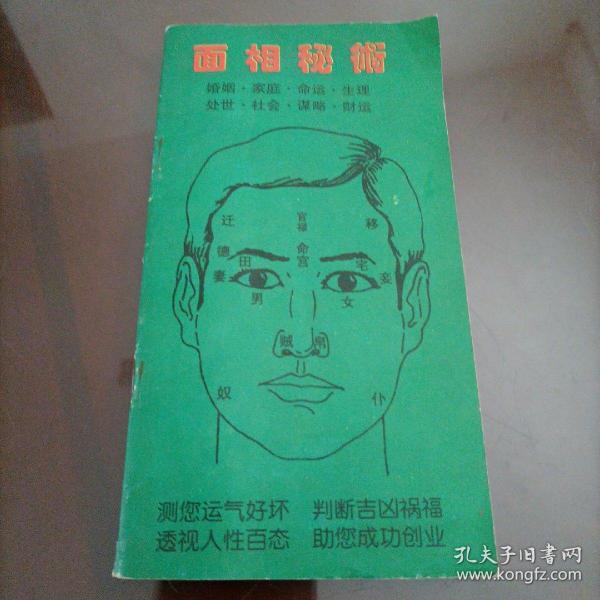 面相秘術
婚姻·家庭·命运·生理
处世·社会·谋略·财运
迁 官禄 移
德 田 命宫 宅
妻 妾
男 女
贼 帛
奴 仆
测您运气好坏 判断吉凶祸福
透视人性百态 助您成功创业
孔夫子旧书网
www.kongfz.com